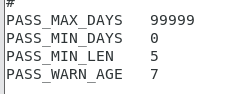 #
PASS_MAX_DAYS   99999
PASS_MIN_DAYS   0
PASS_MIN_LEN    5
PASS_WARN_AGE   7